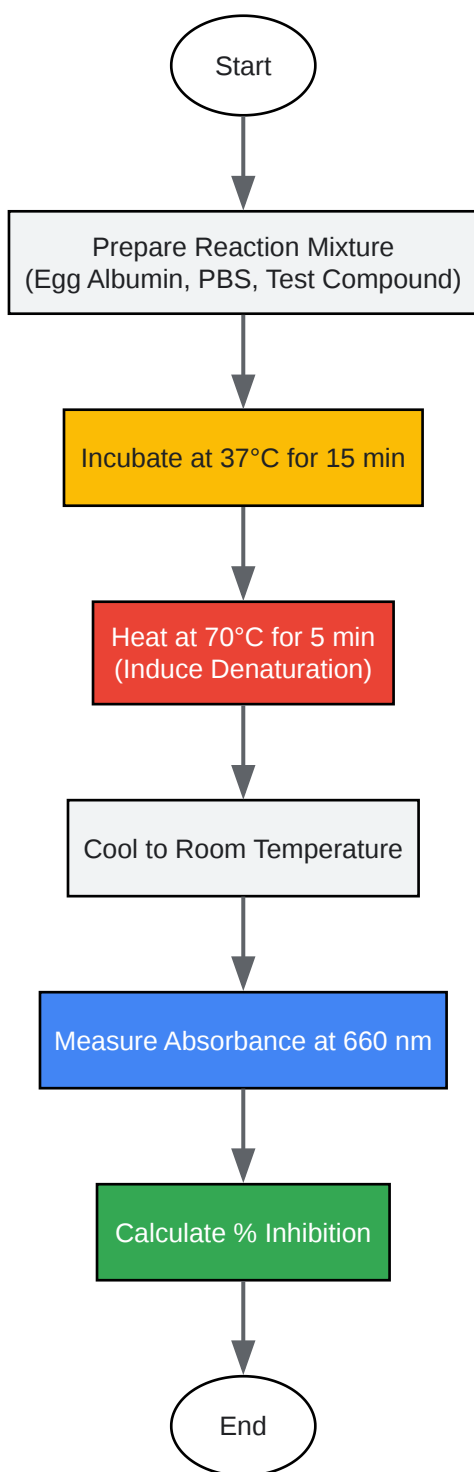 Start
Prepare Reaction Mixture
(Egg Albumin, PBS, Test Compound)
Incubate at 37°C for 15 min
Heat at 70°C for 5 min
(Induce Denaturation)
Cool to Room Temperature
Measure Absorbance at 660 nm
Calculate % Inhibition
End